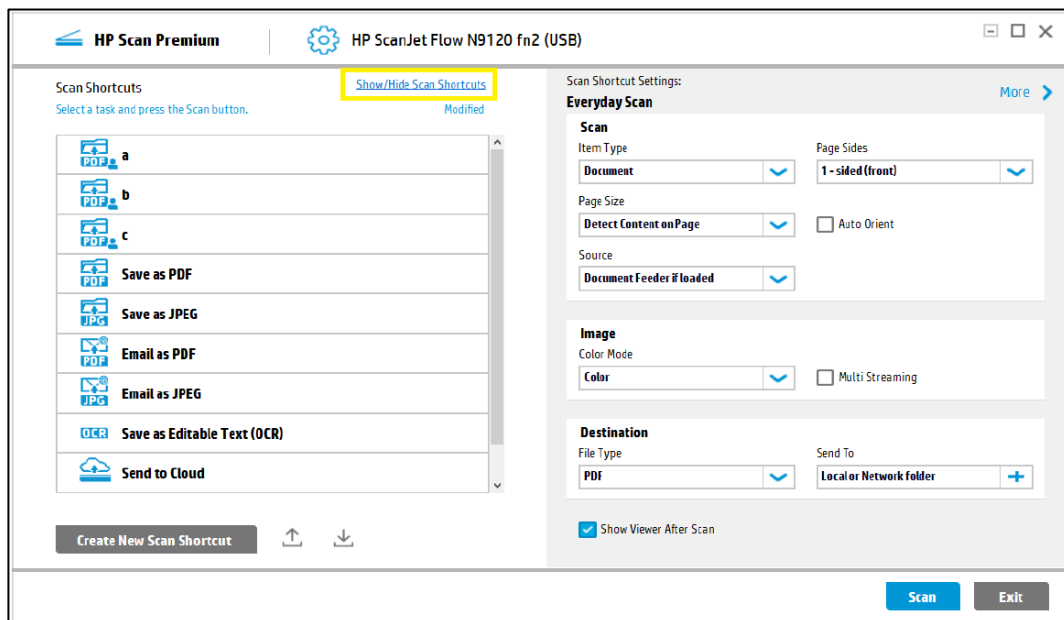 HP Scan Premium
HP ScanJet Flow N9120 fn2 (USB)
Scan Shortcuts
Show/Hide Scan Shortcuts
Select a task and press the Scan button.
Modified
PDF a
PDF b
PDF c
PDF Save as PDF
JPG Save as JPEG
PDF Email as PDF
JPG Email as JPEG
OCR Save as Editable Text (OCR)
Send to Cloud
Create New Scan Shortcut
Scan Shortcut Settings:
Everyday Scan
More
Scan
Item Type
Page Sides
Document
1 - sided (front)
Page Size
Detect Content on Page
Auto Orient
Source
Document Feeder if loaded
Image
Color Mode
Color
Multi Streaming
Destination
File Type
Send To
PDF
Local or Network folder
Show Viewer After Scan
Scan
Exit